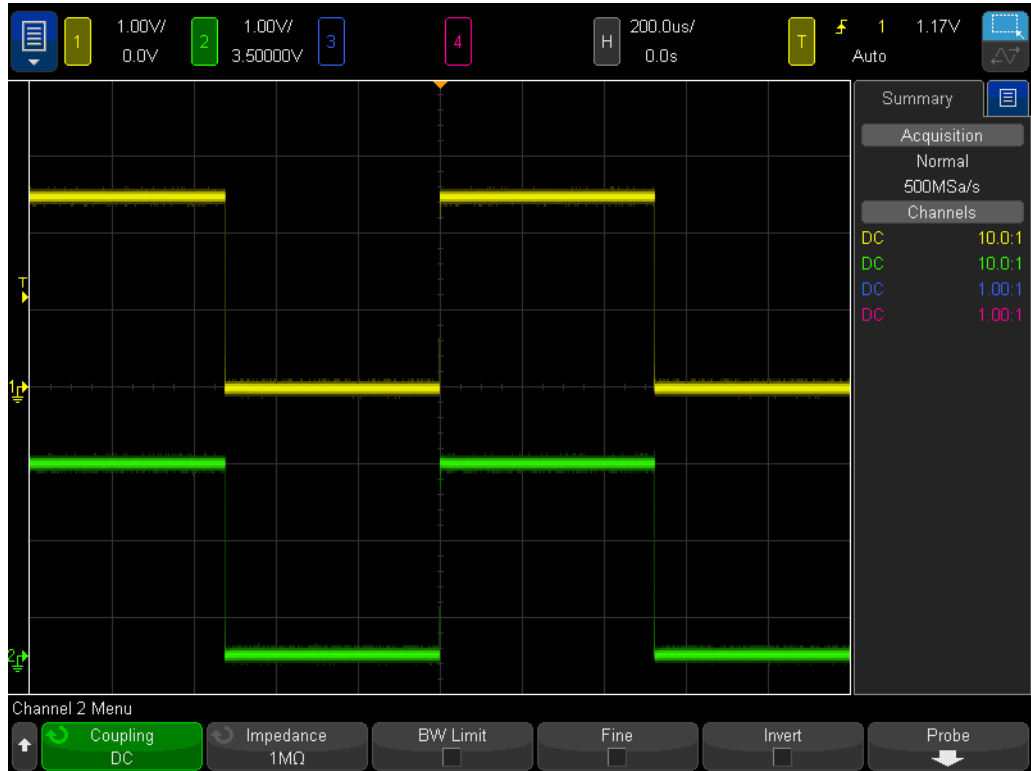 1 1.00V/ 2 1.00V/ 3 4 H 200.0us/ T 1 1.17V
0.0V 3.50000V 0.0s Auto
Summary
Acquisition
Normal
500MSa/s
Channels
DC 10.0:1
DC 10.0:1
DC 1.00:1
DC 1.00:1
T
1
2
Channel 2 Menu
Coupling Impedance BW Limit Fine Invert Probe
DC 1MΩ